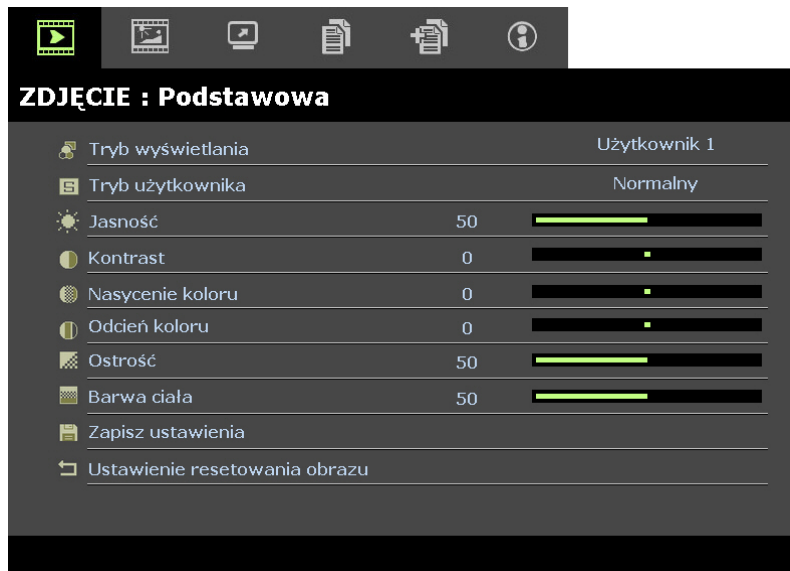 ZDJĘCIE : Podstawowa
Tryb wyświetlania Użytkownik 1
Tryb użytkownika Normalny
Jasność 50
Kontrast 0
Nasycenie koloru 0
Odcień koloru 0
Ostrość 50
Barwa ciała 50
Zapisz ustawienia
Ustawienie resetowania obrazu